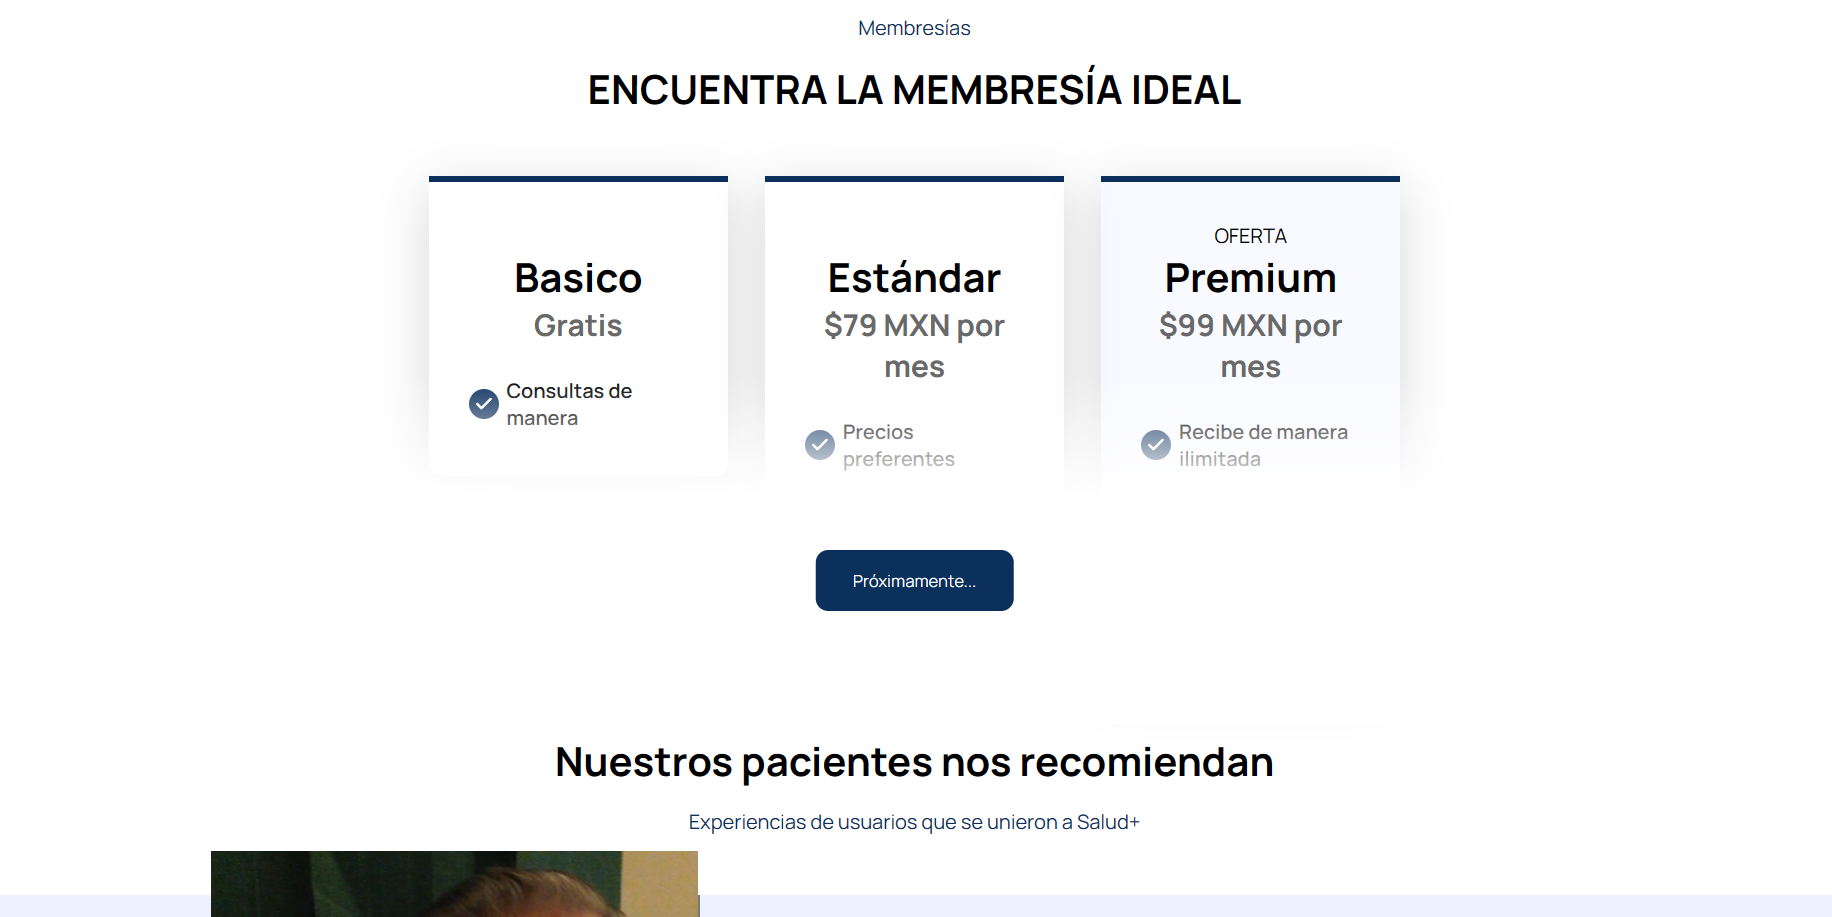 Membresías
ENCUENTRA LA MEMBRESÍA IDEAL
Basico
Gratis
Consultas de
manera
Estándar
$79 MXN por
mes
Precios
preferentes
OFERTA
Premium
$99 MXN por
mes
Recibe de manera
ilimitada
Próximamente...
Nuestros pacientes nos recomiendan
Experiencias de usuarios que se unieron a Salud+